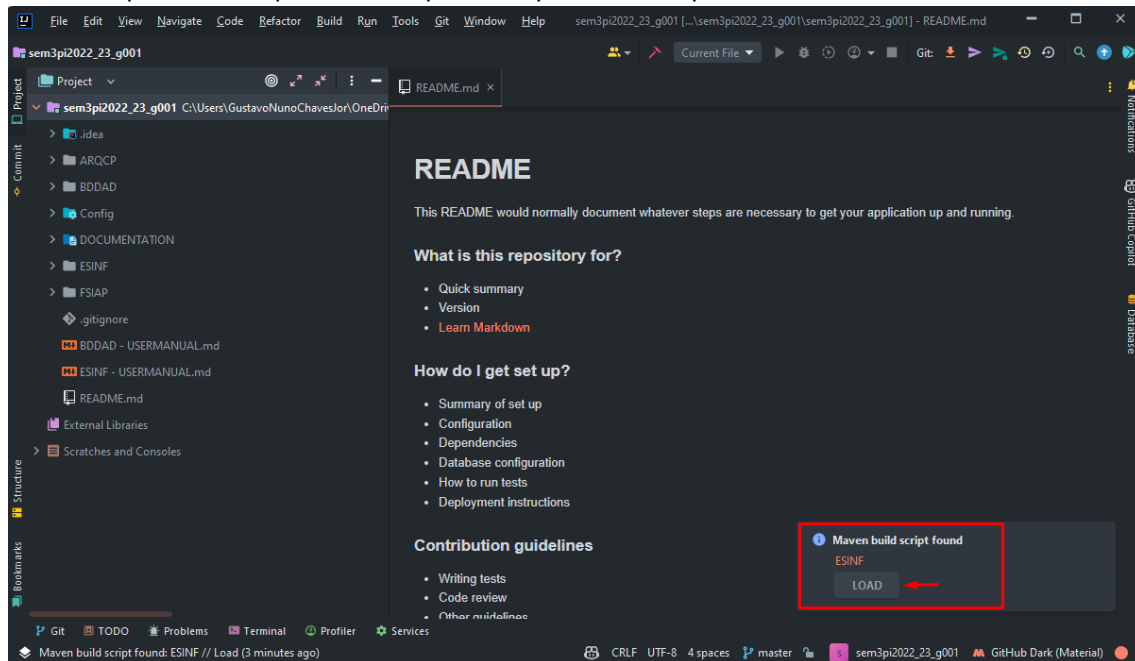 File Edit View Navigate Code Refactor Build Run Tools Git Window Help sem3pi2022_23_g001 [...\sem3pi2022_23_g001\sem3pi2022_23_g001] - README.md
sem3pi2022_23_g001 Current File Git:
Project README.md
sem3pi2022_23_g001 C:\Users\GustavoNunoChavesJor\OneDri
.idea
ARQCP
BDDAD
Config
DOCUMENTATION
ESINF
FSIAP
.gitignore
BDDAD - USERMANUAL.md
ESINF - USERMANUAL.md
README.md
External Libraries
Scratches and Consoles
README
This README would normally document whatever steps are necessary to get your application up and running.
What is this repository for?
• Quick summary
• Version
• Learn Markdown
How do I get set up?
• Summary of set up
• Configuration
• Dependencies
• Database configuration
• How to run tests
• Deployment instructions
Contribution guidelines
• Writing tests
• Code review
• Other guidelines
Maven build script found
ESINF
LOAD
Project
Commit
Structure
Bookmarks
Notifications
GitHub Copilot
Database
Git TODO Problems Terminal Profiler Services
Maven build script found: ESINF // Load (3 minutes ago) CRLF UTF-8 4 spaces master s sem3pi2022_23_g001 GitHub Dark (Material)